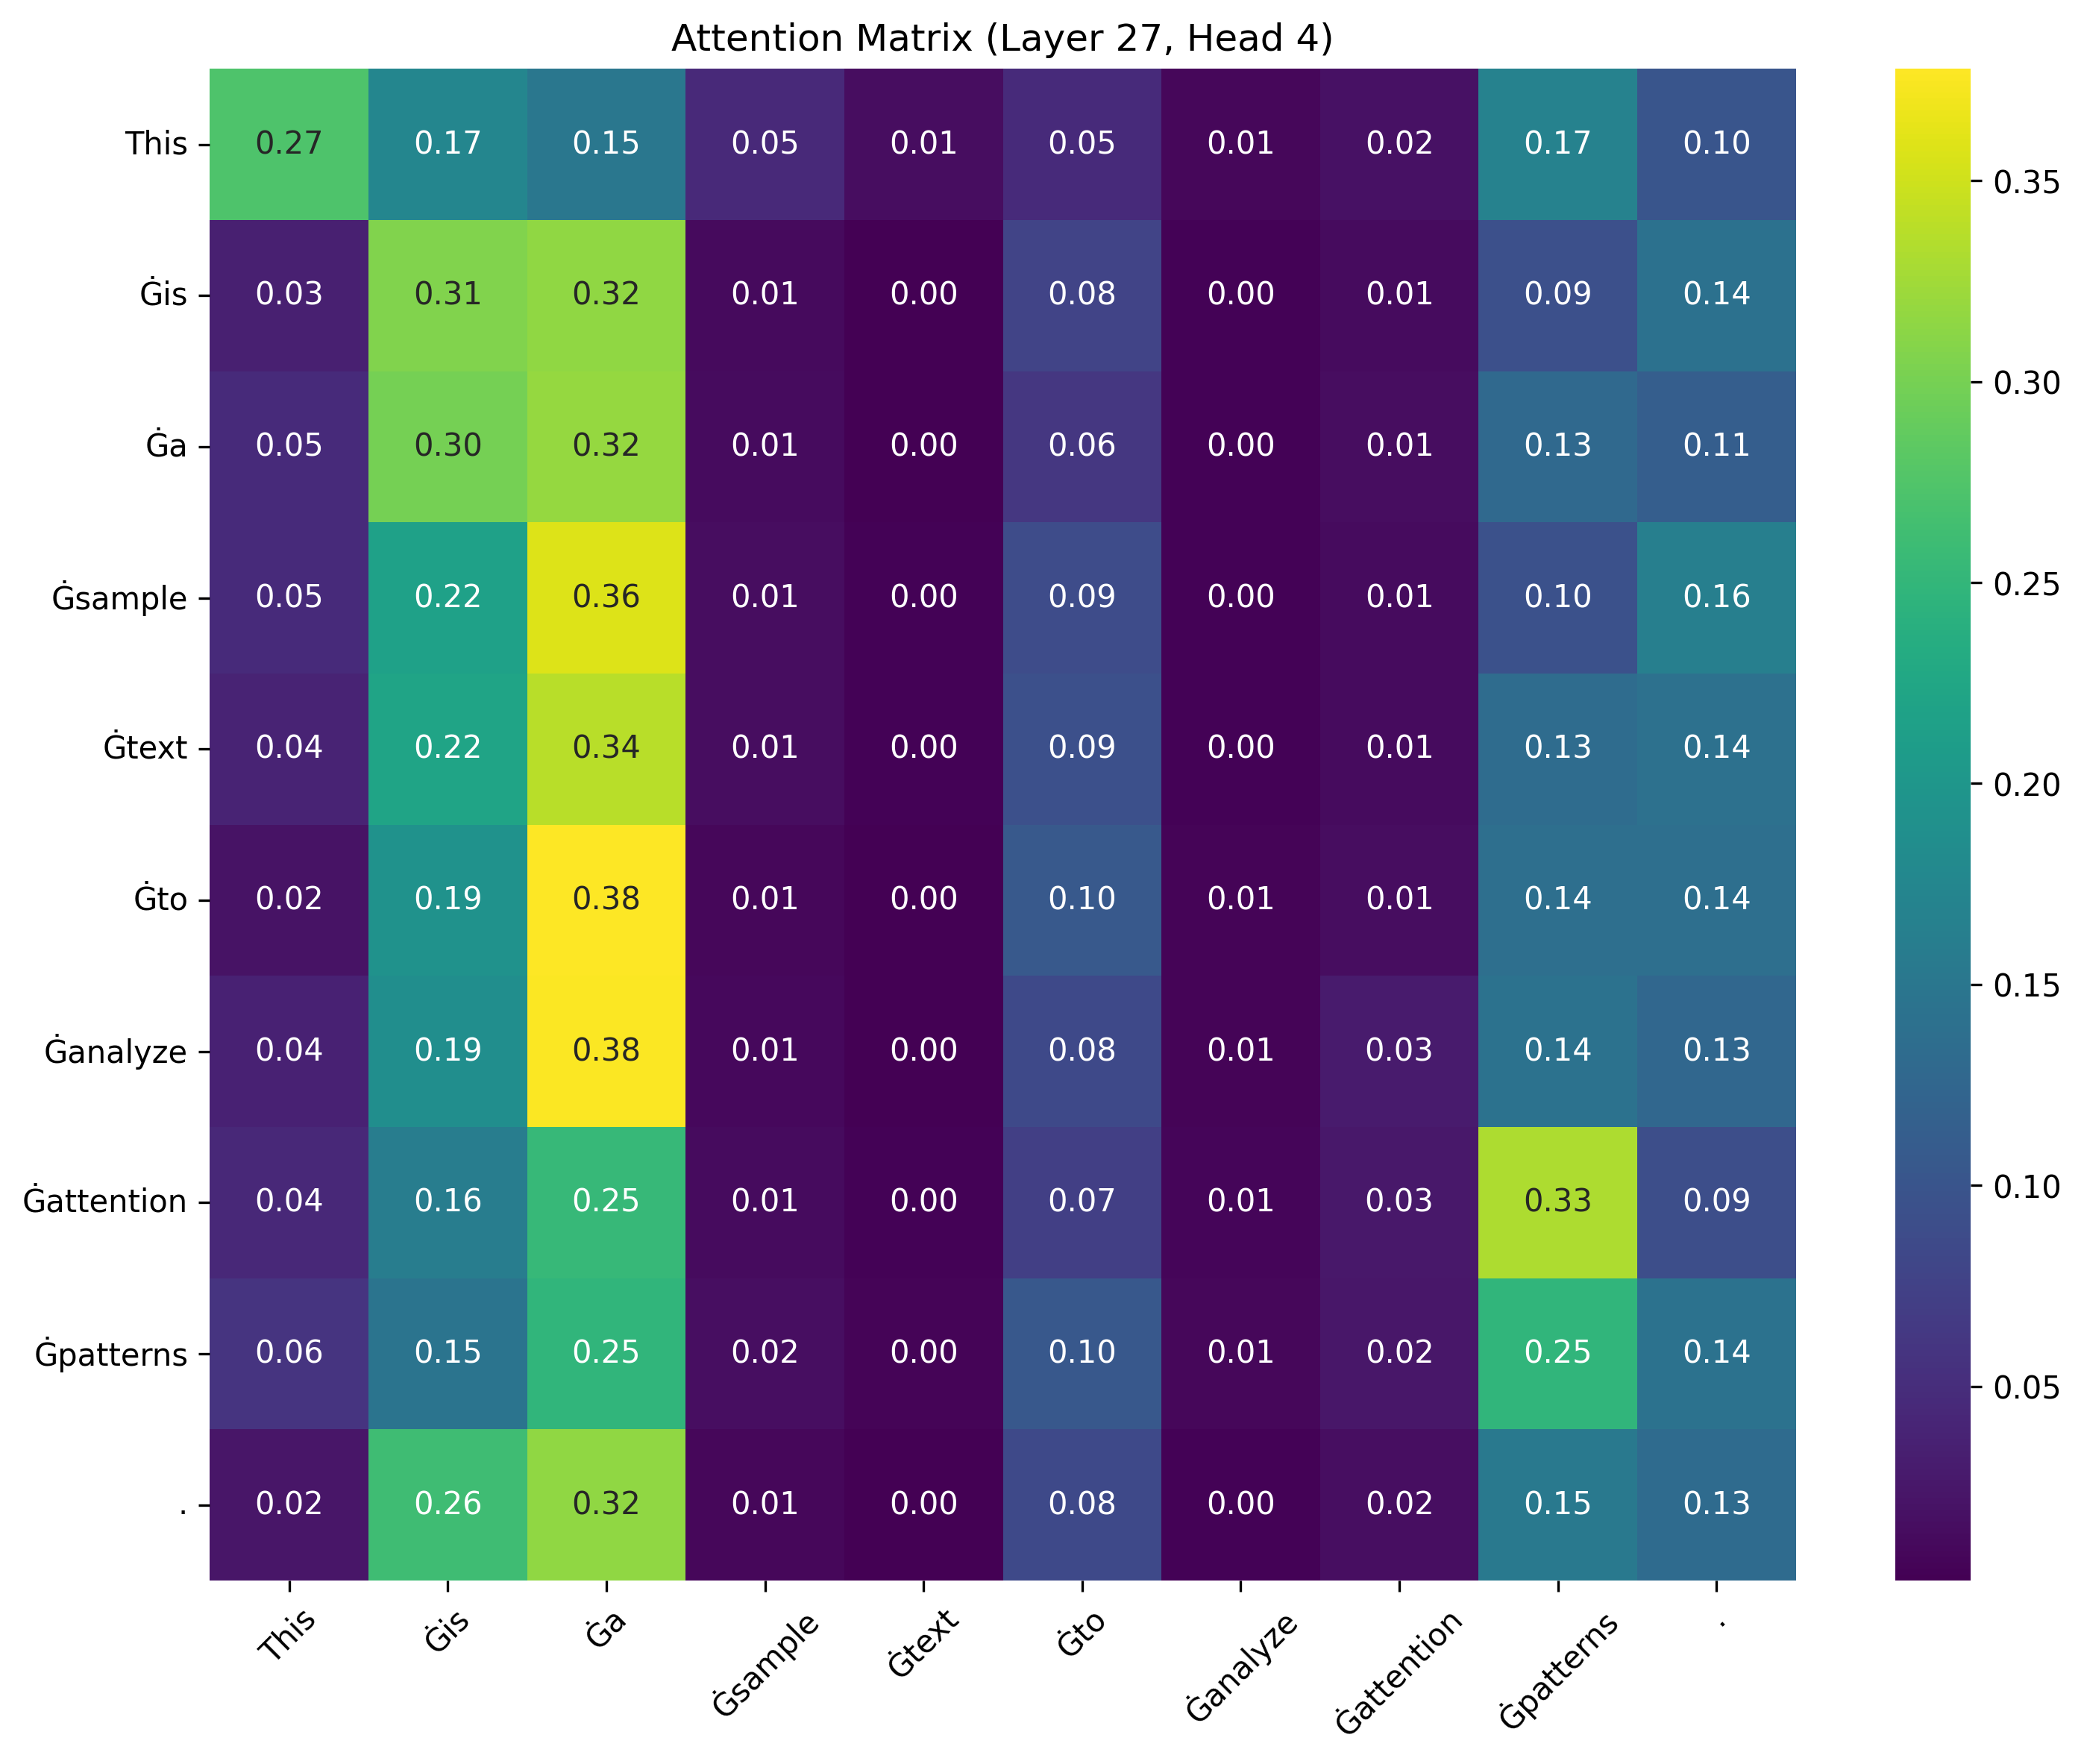 Attention Matrix (Layer 27, Head 4)
This 0.27 0.17 0.15 0.05 0.01 0.05 0.01 0.02 0.17 0.10
Ġis 0.03 0.31 0.32 0.01 0.00 0.08 0.00 0.01 0.09 0.14
Ġa 0.05 0.30 0.32 0.01 0.00 0.06 0.00 0.01 0.13 0.11
Ġsample 0.05 0.22 0.36 0.01 0.00 0.09 0.00 0.01 0.10 0.16
Ġtext 0.04 0.22 0.34 0.01 0.00 0.09 0.00 0.01 0.13 0.14
Ġto 0.02 0.19 0.38 0.01 0.00 0.10 0.01 0.01 0.14 0.14
Ġanalyze 0.04 0.19 0.38 0.01 0.00 0.08 0.01 0.03 0.14 0.13
Ġattention 0.04 0.16 0.25 0.01 0.00 0.07 0.01 0.03 0.33 0.09
Ġpatterns 0.06 0.15 0.25 0.02 0.00 0.10 0.01 0.02 0.25 0.14
. 0.02 0.26 0.32 0.01 0.00 0.08 0.00 0.02 0.15 0.13
This Ġis Ġa Ġsample Ġtext Ġto Ġanalyze Ġattention Ġpatterns .
0.35
0.30
0.25
0.20
0.15
0.10
0.05